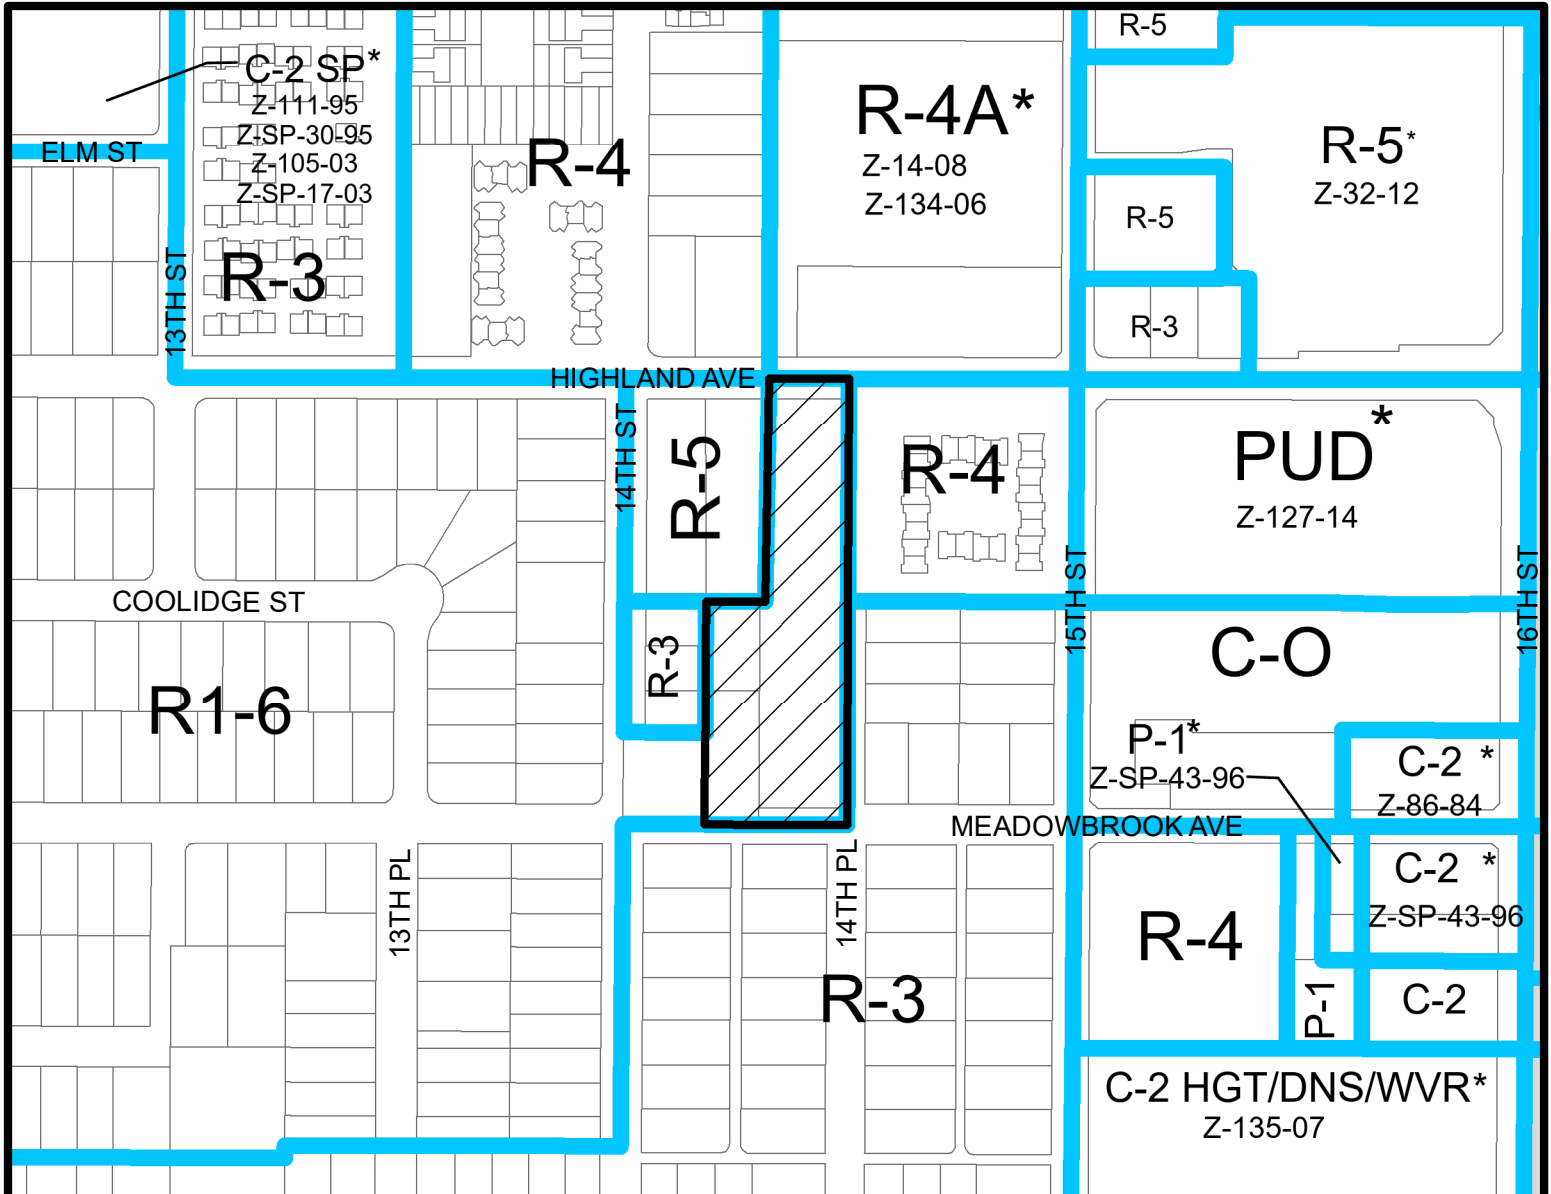 R-5
C-2 SP*
Z-111-95
Z-SP-30-95
Z-105-03
Z-SP-17-03
R-4A*
Z-14-08
Z-134-06
R-5*
Z-32-12
ELM ST
R-4
R-5
R-3
13TH ST
R-3
HIGHLAND AVE
14TH ST
R-5
R-4
PUD*
Z-127-14
COOLIDGE ST
15TH ST
16TH ST
R-3
C-O
R1-6
P-1*
Z-SP-43-96
C-2 *
Z-86-84
MEADOWBROOK AVE
C-2 *
Z-SP-43-96
13TH PL
14TH PL
R-4
R-3
P-1
C-2
C-2 HGT/DNS/WVR*
Z-135-07